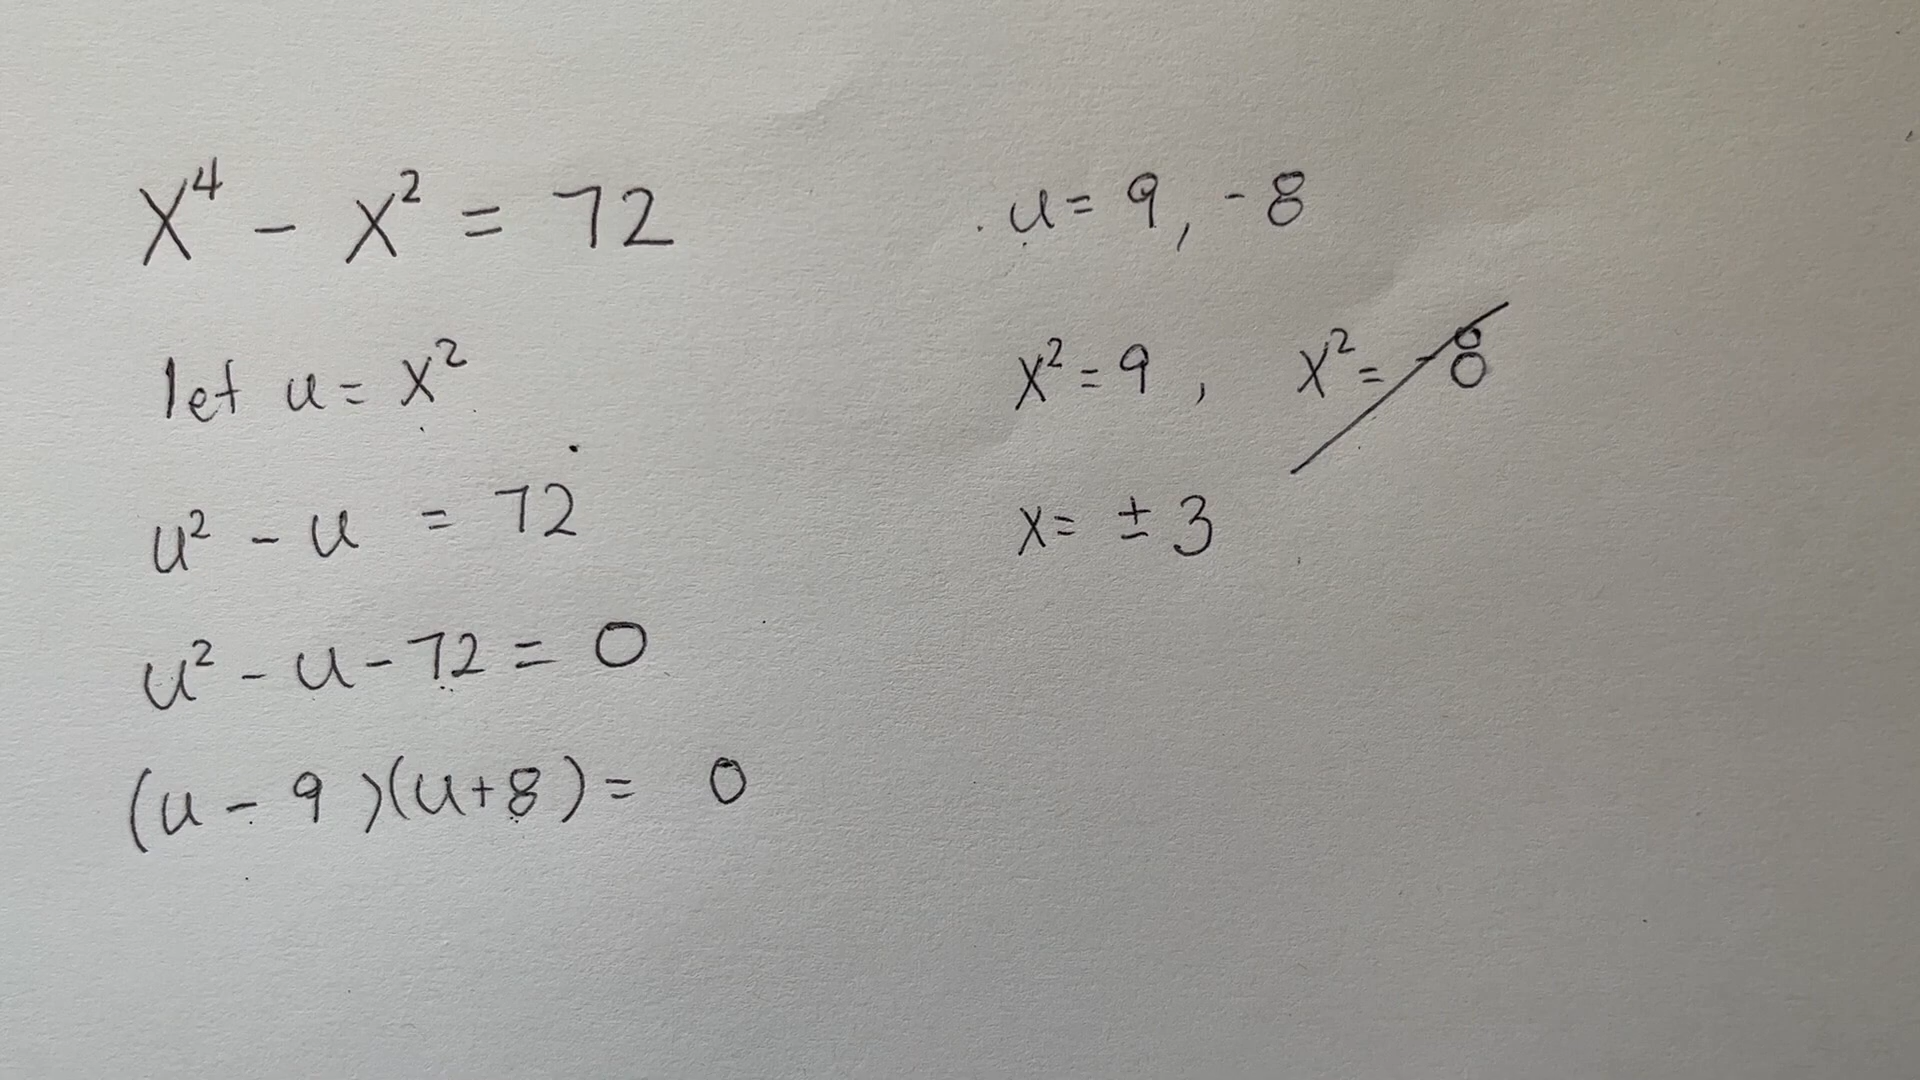 X⁴ - X² = 72
let u = X²
u² - u = 72
u² - u - 72 = 0
(u - 9)(u + 8) = 0
u = 9, -8
X² = 9, X² = -8
X = ± 3